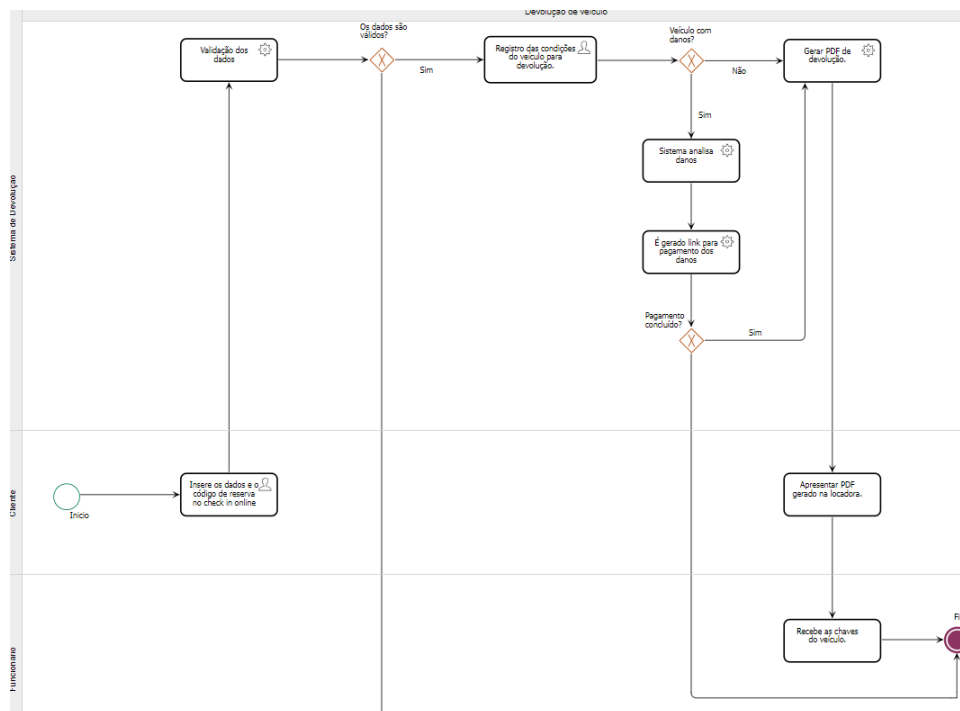 Devolução de veículo
Os dados são
válidos?
Veículo com
danos?
Validação dos
dados
Sim
Registro das condições
do veículo para
devolução.
Não
Gerar PDF de
devolução.
Sim
Sistema analisa
danos
Sistema de Devolução
É gerado link para
pagamento dos
danos
Pagamento
concluído?
Sim
Cliente
Inicio
Insere os dados e o
código de reserva
no check in online
Apresentar PDF
gerado na locadora.
Funcionario
Recebe as chaves
do veículo.